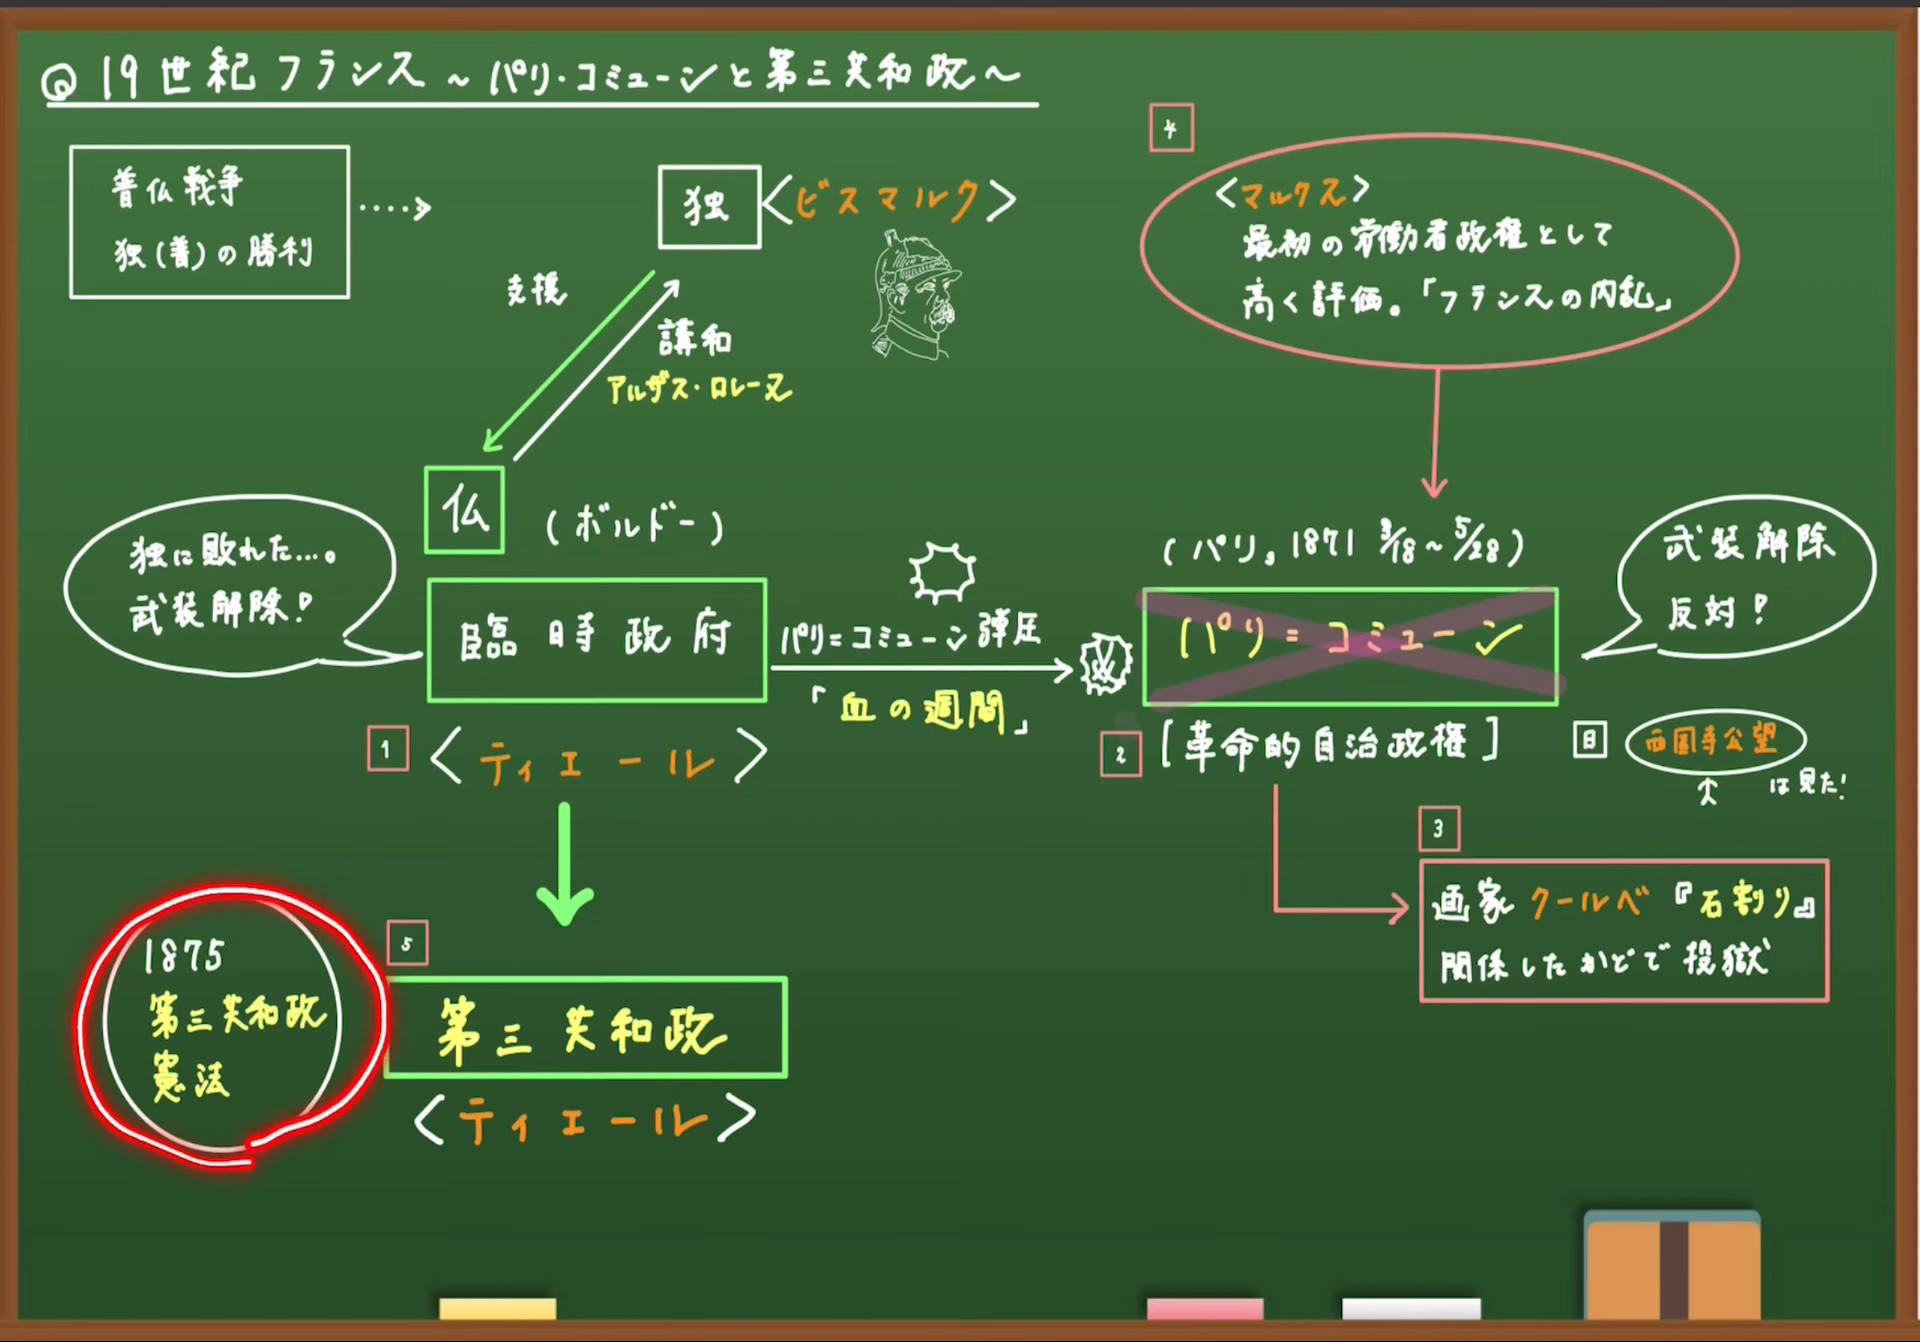 ◎19世紀フランス～パリ・コミューンと第三共和政～
普仏戦争
独(普)の勝利
独
<ビスマルク>
支援
講和
アルザス・ロレーヌ
仏
(ボルドー)
独に敗れた…。
武装解除!
臨時政府
1
<ティエール>
パリ=コミューン弾圧
「血の週間」
4
<マルクス>
最初の労働者政権として
高く評価。「フランスの内乱」
(パリ, 1871 3/18~5/28)
パリ=コミューン
武装解除
反対!
2
[革命的自治政権]
日
西園寺公望
は見た!
3
画家クールベ『石割り』
関係したかどで投獄
1875
第三共和政
憲法
5
第三共和政
<ティエール>